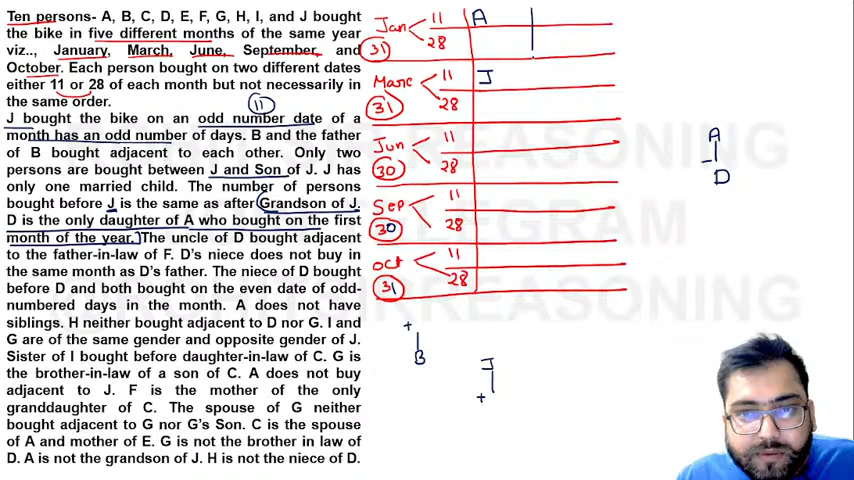 Ten persons- A, B, C, D, E, F, G, H, I, and J bought
the bike in five different months of the same year
viz.., January, March, June, September, and
October. Each person bought on two different dates
either 11 or 28 of each month but not necessarily in
the same order.
11
J bought the bike on an odd number date of a
month has an odd number of days. B and the father
of B bought adjacent to each other. Only two
persons are bought between J and Son of J. J has
only one married child. The number of persons
bought before J is the same as after Grandson of J.
D is the only daughter of A who bought on the first
month of the year. The uncle of D bought adjacent
to the father-in-law of F. D's niece does not buy in
the same month as D's father. The niece of D bought
before D and both bought on the even date of odd-
numbered days in the month. A does not have
siblings. H neither bought adjacent to D nor G. I and
G are of the same gender and opposite gender of J.
Sister of I bought before daughter-in-law of C. G is
the brother-in-law of a son of C. A does not buy
adjacent to J. F is the mother of the only
granddaughter of C. The spouse of G neither
bought adjacent to G nor G's Son. C is the spouse
of A and mother of E. G is not the brother in law of
D. A is not the grandson of J. H is not the niece of D.
Jan 11 A
31 28
Marc 11 J
31 28
Jun 11
30 28
Sep 11
30 28
Oct 11
31 28
+
B
J
+
A
- D
REASONING
TELEGRAM